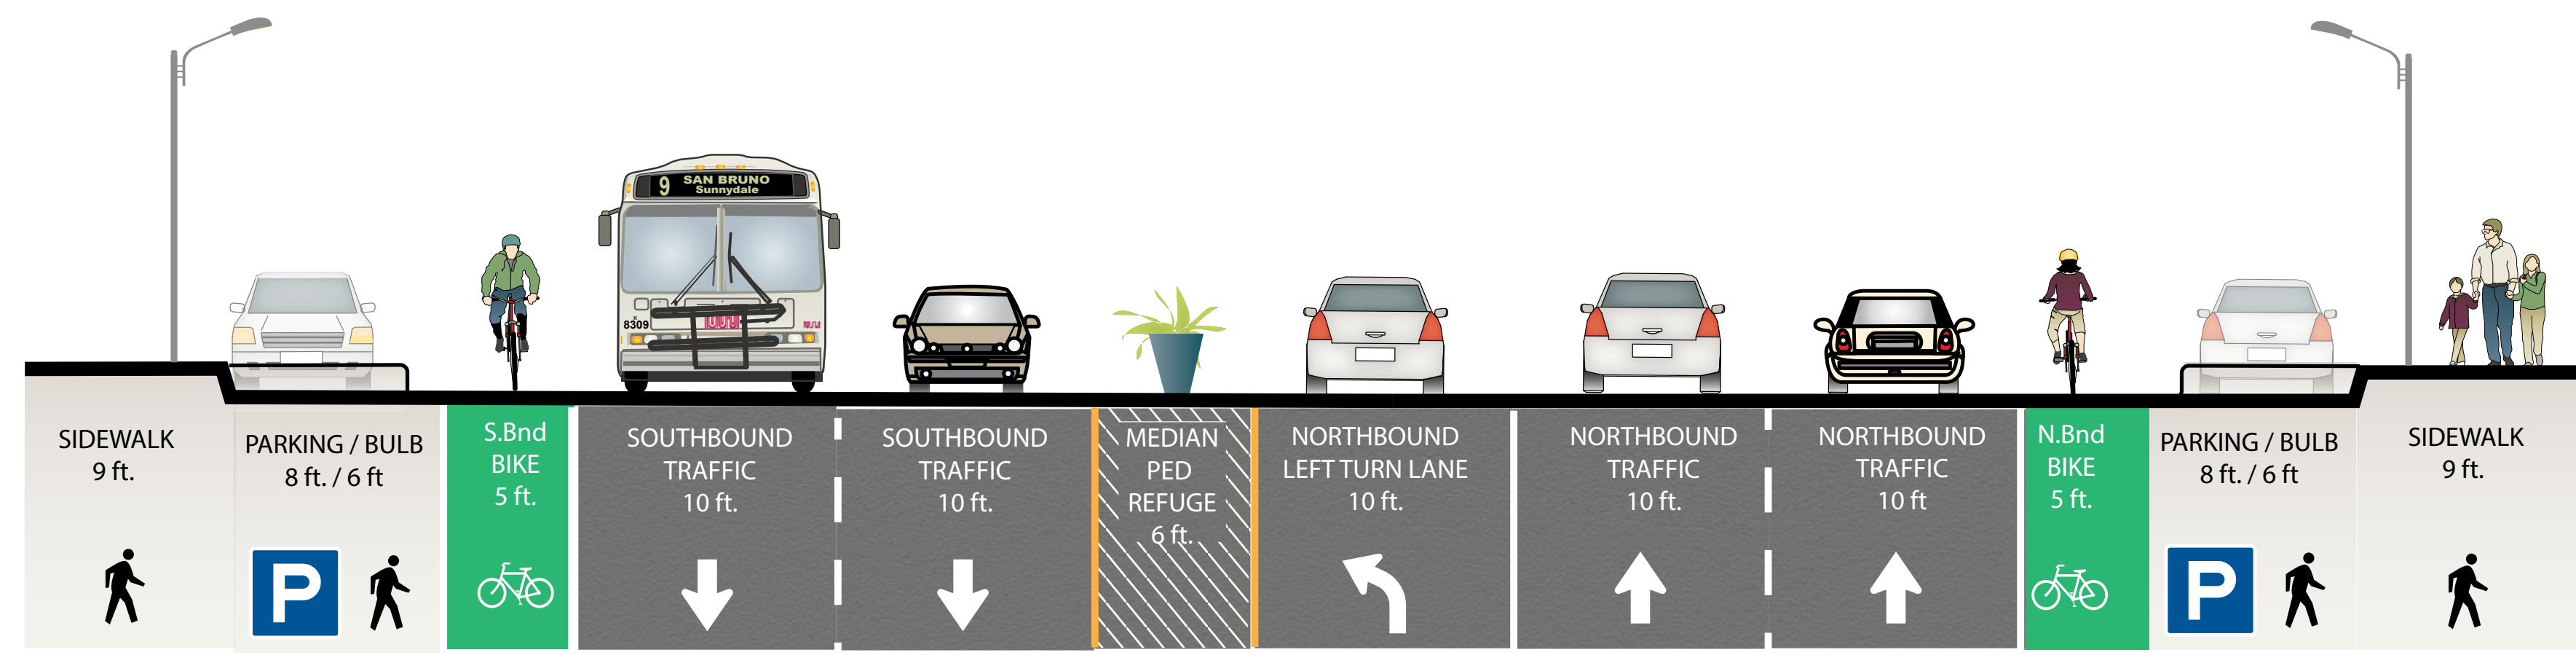 9 SAN BRUNO
Sunnydale
8309
SIDEWALK
9 ft.
PARKING / BULB
8 ft. / 6 ft
P
S.Bnd
BIKE
5 ft.
SOUTHBOUND
TRAFFIC
10 ft.
SOUTHBOUND
TRAFFIC
10 ft.
MEDIAN
PED
REFUGE
6 ft.
NORTHBOUND
LEFT TURN LANE
10 ft.
NORTHBOUND
TRAFFIC
10 ft.
NORTHBOUND
TRAFFIC
10 ft
N.Bnd
BIKE
5 ft.
PARKING / BULB
8 ft. / 6 ft
P
SIDEWALK
9 ft.